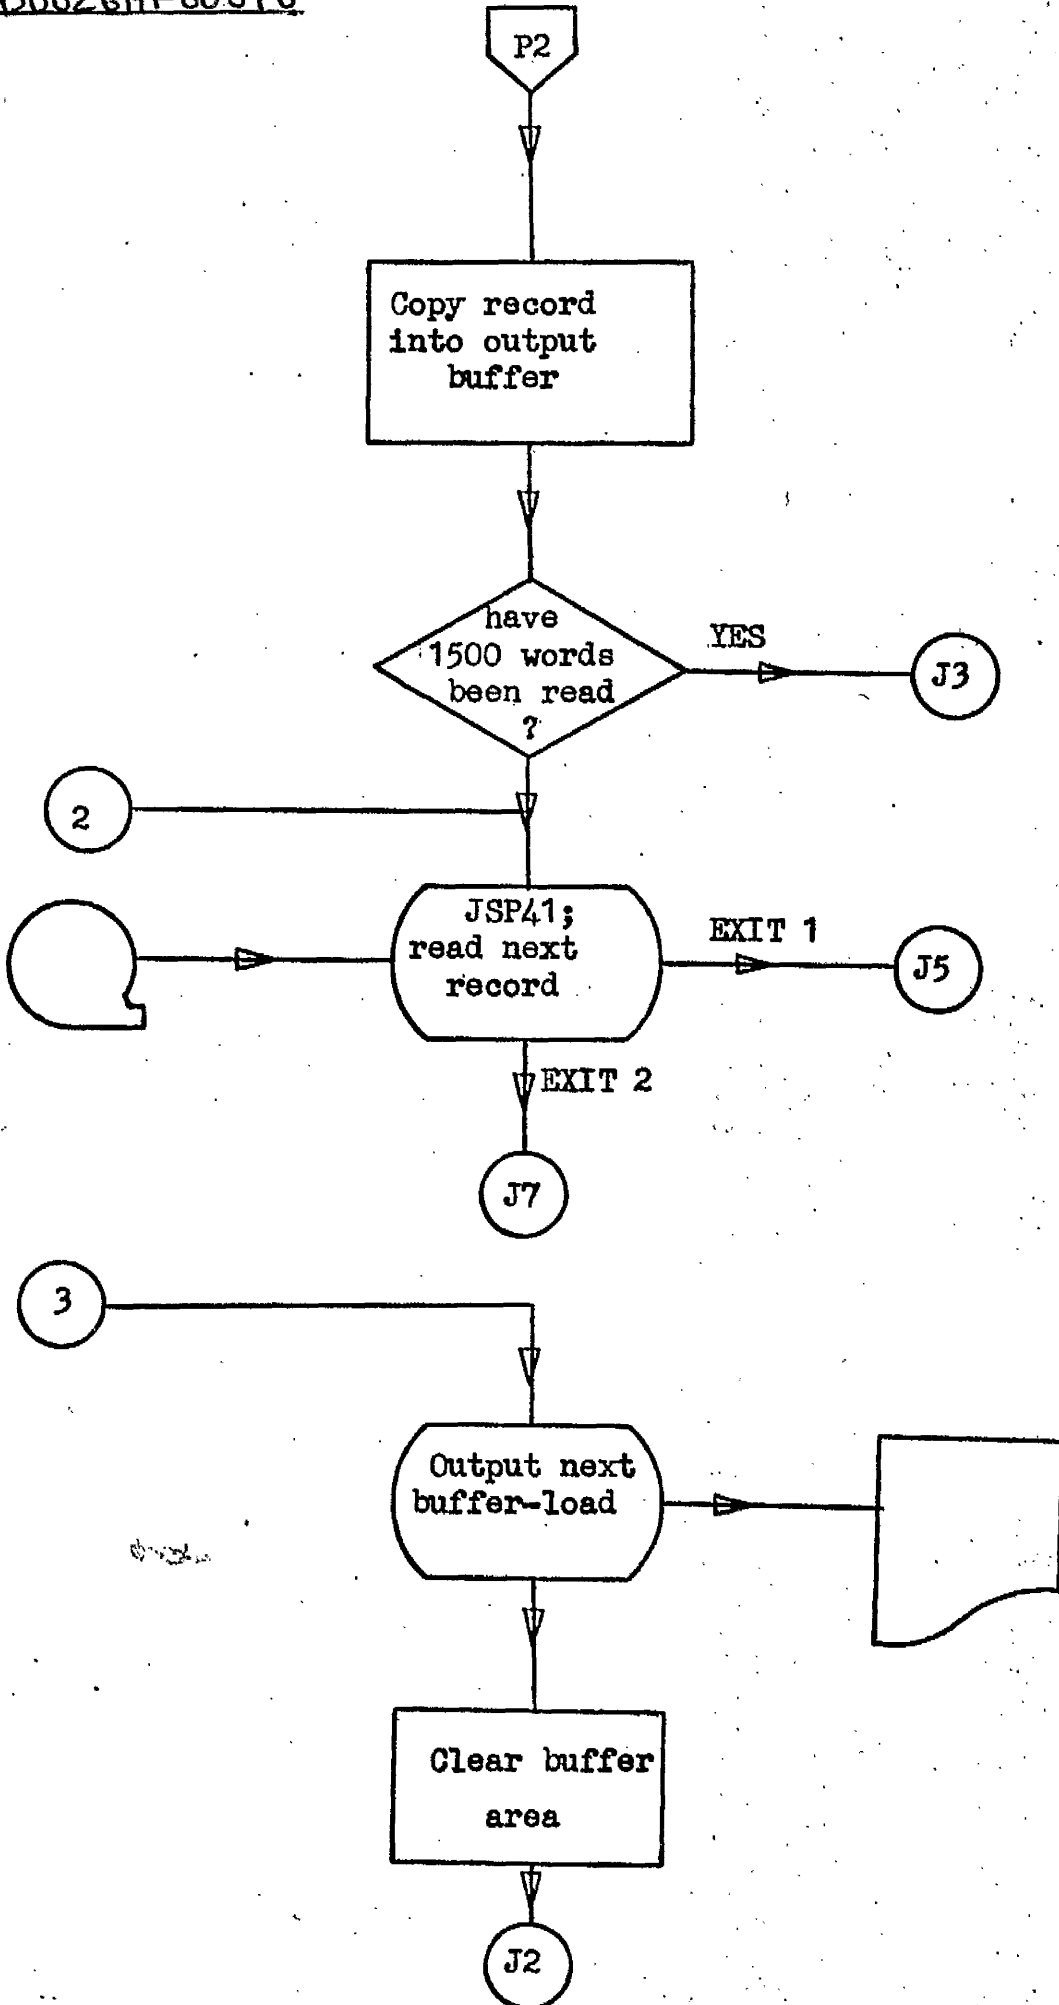 P2
Copy record
into output
buffer
have
1500 words
been read
?
YES
J3
2
JSP41;
read next
record
EXIT 1
J5
EXIT 2
J7
3
Output next
buffer-load
Clear buffer
area
J2